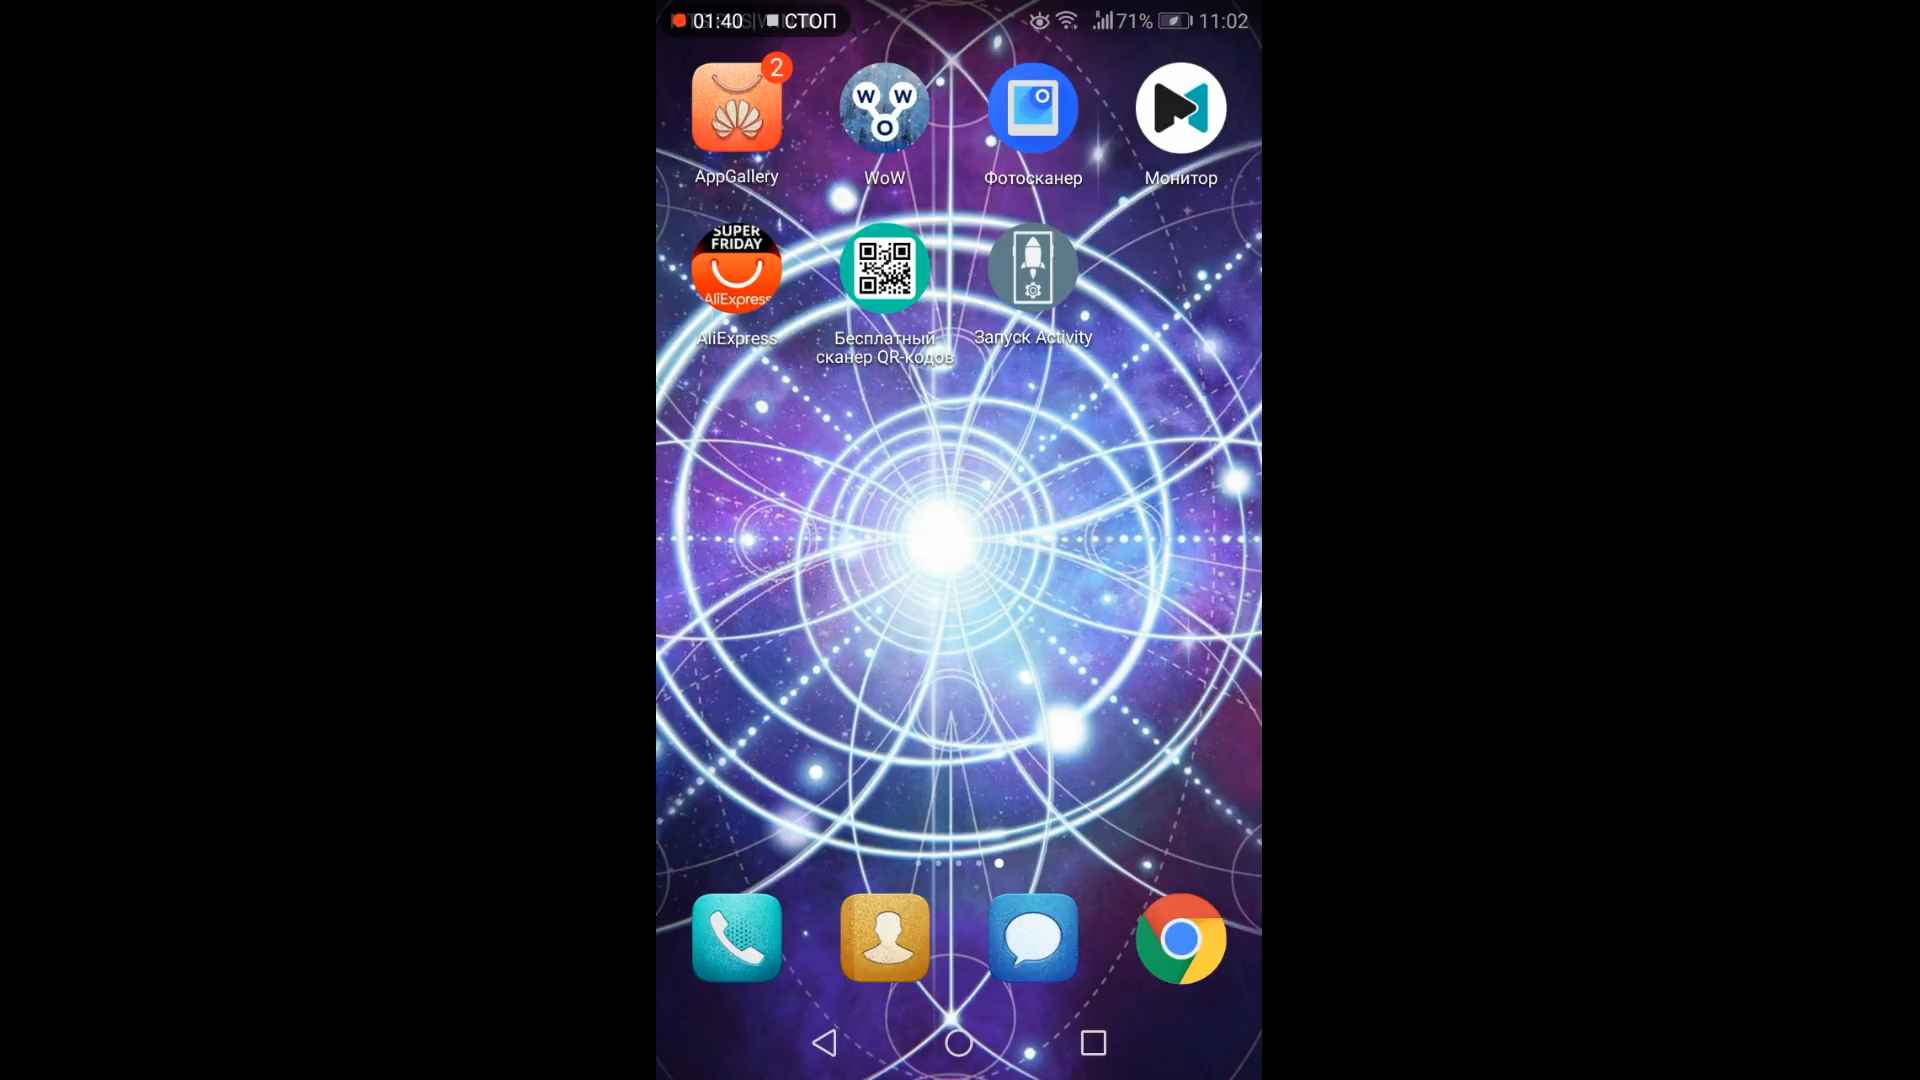 01:40 СТОП 71% 11:02
2
W W
O
AppGallery WoW Фотосканер Монитор
SUPER
FRIDAY
AliExpress
AliExpress Бесплатный Запуск Activity
сканер QR-кодов